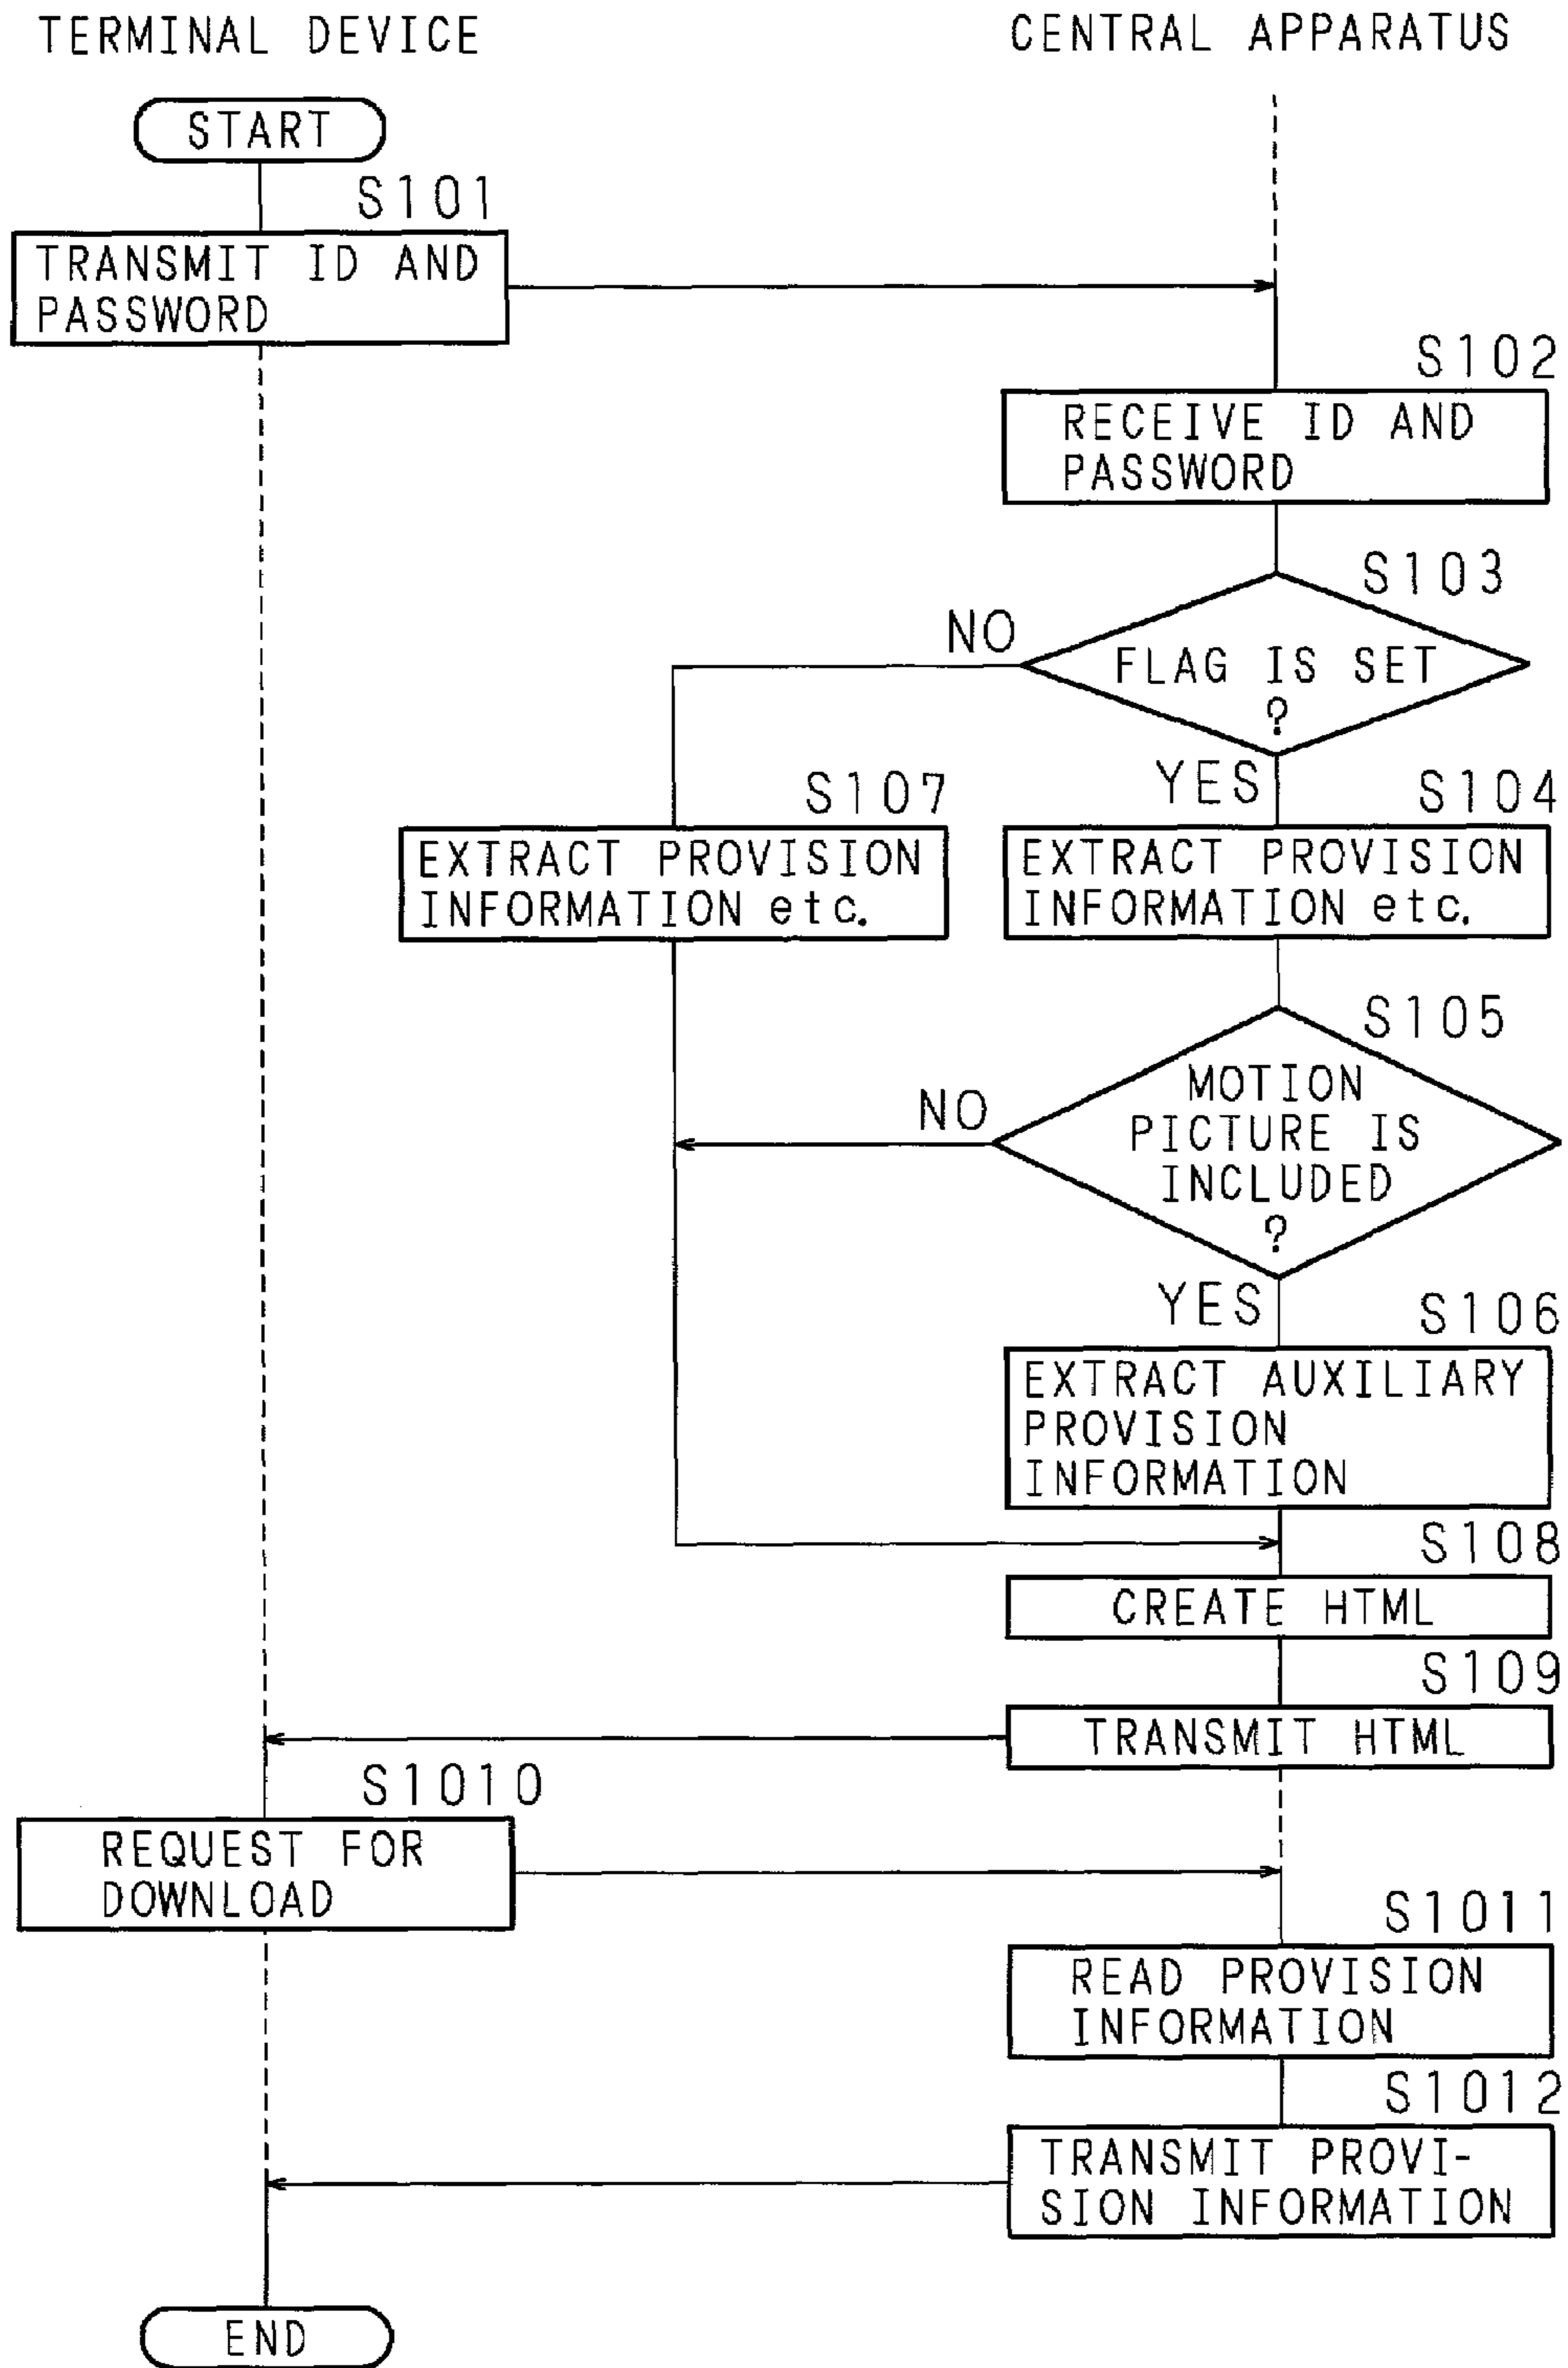 TERMINAL DEVICE
CENTRAL APPARATUS
START
S101
TRANSMIT ID AND
PASSWORD
S102
RECEIVE ID AND
PASSWORD
S103
NO
FLAG IS SET
?
YES
S107
S104
EXTRACT PROVISION
INFORMATION etc.
EXTRACT PROVISION
INFORMATION etc.
S105
NO
MOTION
PICTURE IS
INCLUDED
?
YES
S106
EXTRACT AUXILIARY
PROVISION
INFORMATION
S108
CREATE HTML
S109
TRANSMIT HTML
S1010
REQUEST FOR
DOWNLOAD
S1011
READ PROVISION
INFORMATION
S1012
TRANSMIT PROVI-
SION INFORMATION
END